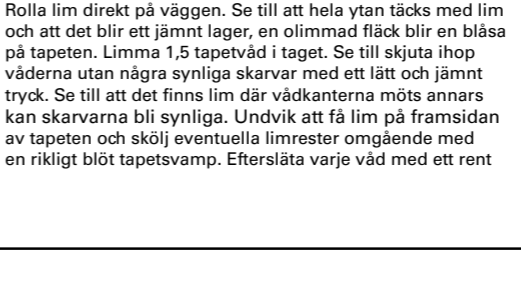 Rolla lim direkt på väggen. Se till att hela ytan täcks med lim
och att det blir ett jämnt lager, en olimmad fläck blir en blåsa
på tapeten. Limma 1,5 tapetvåd i taget. Se till skjuta ihop
våderna utan några synliga skarvar med ett lätt och jämnt
tryck. Se till att det finns lim där vådkanterna möts annars
kan skarvarna bli synliga. Undvik att få lim på framsidan
av tapeten och skölj eventuella limrester omgående med
en rikligt blöt tapetsvamp. Eftersläta varje våd med ett rent